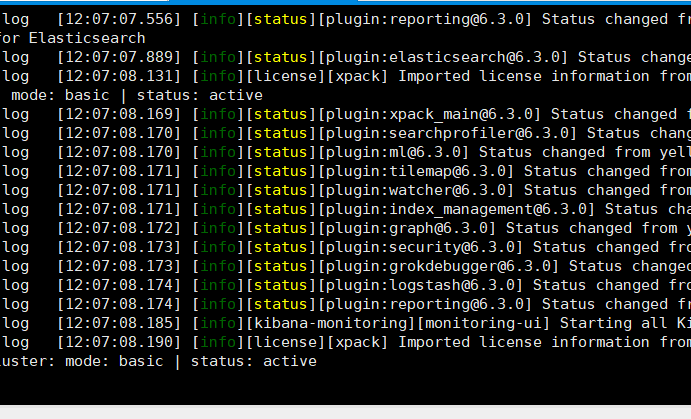 log [12:07:07.556] [info][status][plugin:reporting@6.3.0] Status changed
for Elasticsearch
log [12:07:07.889] [info][status][plugin:elasticsearch@6.3.0] Status
log [12:07:08.131] [info][license][xpack] Imported license information from
mode: basic | status: active
log [12:07:08.169] [info][status][plugin:xpack_main@6.3.0] Status changed
log [12:07:08.170] [info][status][plugin:searchprofiler@6.3.0] Status
log [12:07:08.170] [info][status][plugin:ml@6.3.0] Status changed from
log [12:07:08.171] [info][status][plugin:tilemap@6.3.0] Status changed from
log [12:07:08.171] [info][status][plugin:watcher@6.3.0] Status changed from
log [12:07:08.171] [info][status][plugin:index_management@6.3.0] Status
log [12:07:08.172] [info][status][plugin:graph@6.3.0] Status changed from
log [12:07:08.173] [info][status][plugin:security@6.3.0] Status changed
log [12:07:08.173] [info][status][plugin:grokdebugger@6.3.0] Status changed
log [12:07:08.174] [info][status][plugin:logstash@6.3.0] Status changed
log [12:07:08.174] [info][status][plugin:reporting@6.3.0] Status changed
log [12:07:08.185] [info][kibana-monitoring][monitoring-ui] Starting all
log [12:07:08.190] [info][license][xpack] Imported license information from
luster: mode: basic | status: active